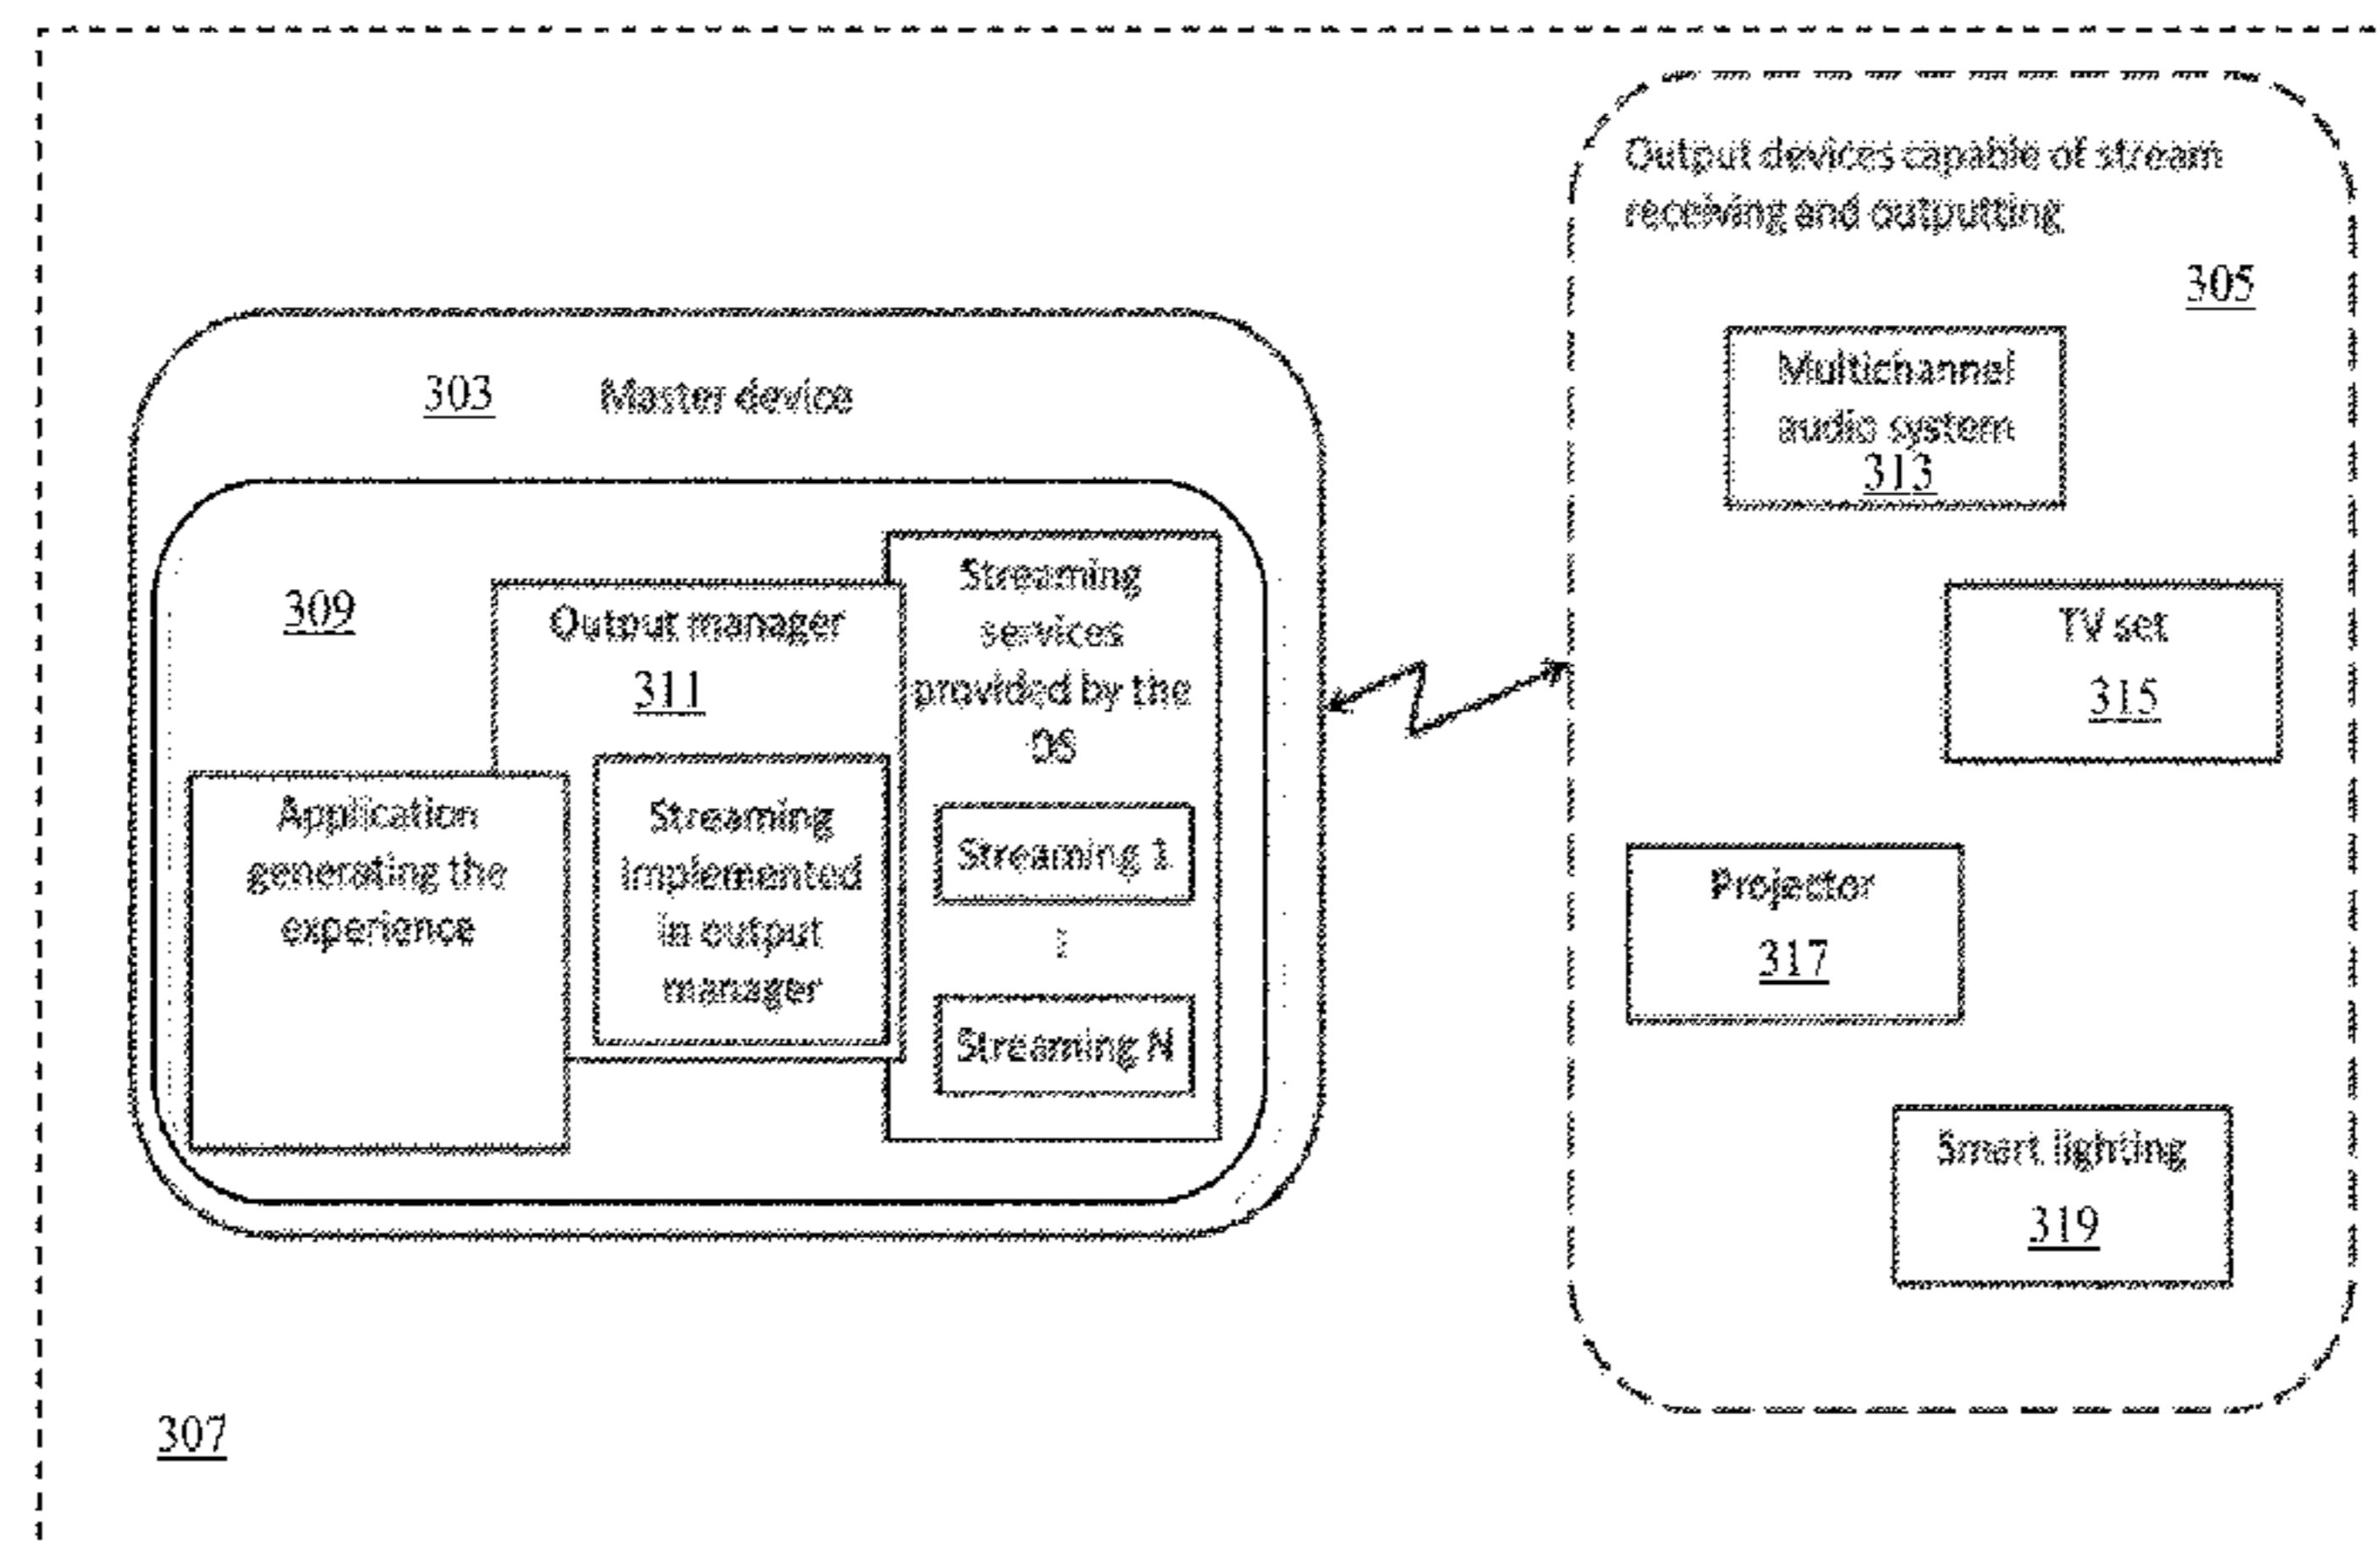 Output devices capable of stream
receiving and outputting
305
Multichannel
audio system
313
TV set
315
Projector
317
Smart lighting
319
303 Master device
309
Output manager
311
Streaming
services
provided by the
OS
Streaming 1
⋮
Streaming N
Application
generating the
experience
Streaming
implemented
in output
manager
307